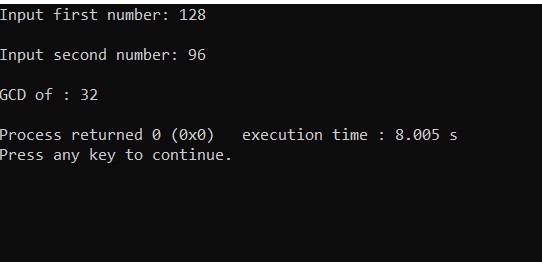 Input first number: 128
Input second number: 96
GCD of : 32
Process returned 0 (0x0)   execution time : 8.005 s
Press any key to continue.